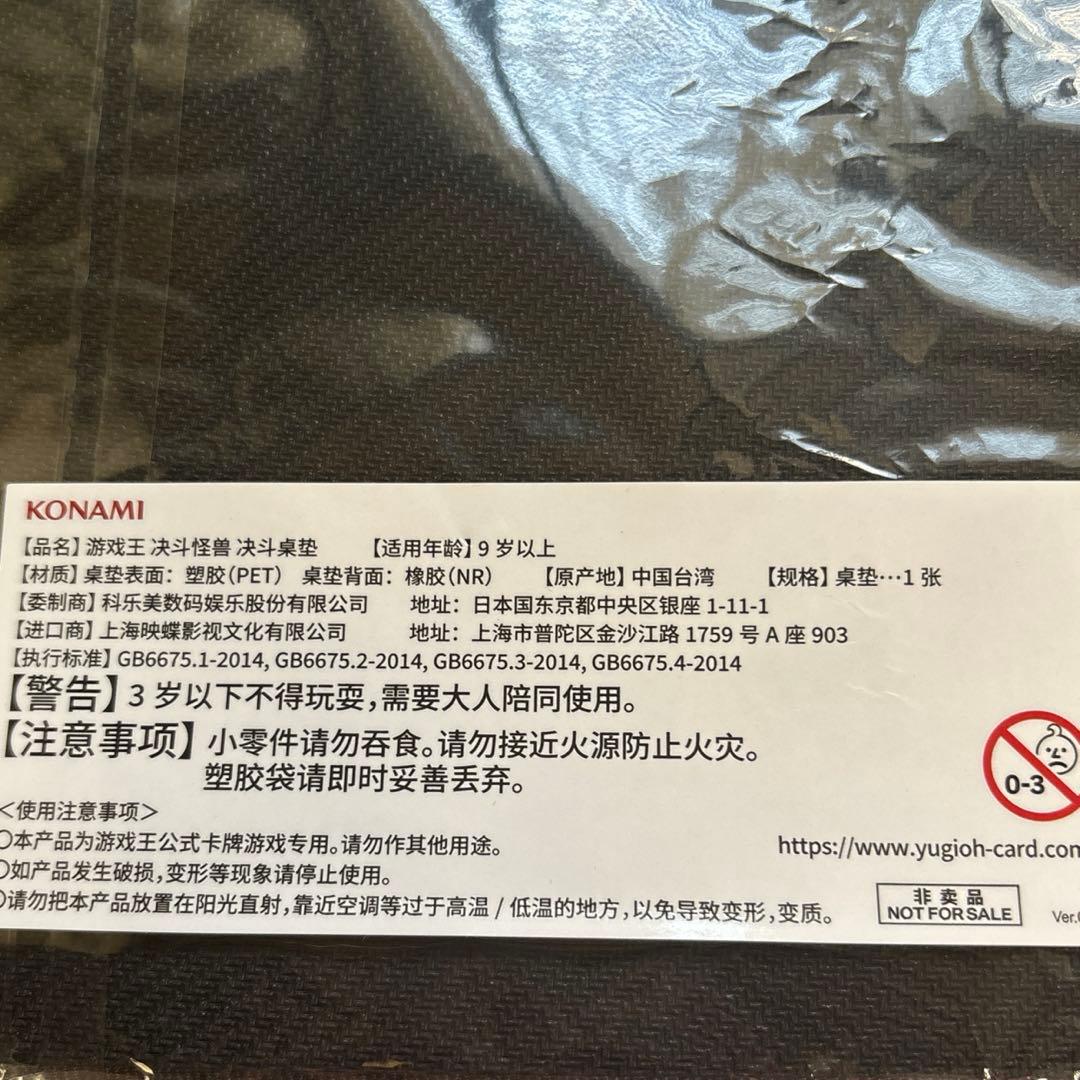 KONAMI
【品名】游戏王 决斗怪兽 决斗桌垫 【适用年龄】9 岁以上
【材质】桌垫表面：塑胶(PET) 桌垫背面：橡胶(NR) 【原产地】中国台湾 【规格】桌垫…1 张
【委制商】科乐美数码娱乐股份有限公司 地址：日本国东京都中央区银座 1-11-1
【进口商】上海映蝶影视文化有限公司 地址：上海市普陀区金沙江路 1759 号 A 座 903
【执行标准】GB6675.1-2014, GB6675.2-2014, GB6675.3-2014, GB6675.4-2014
【警告】3 岁以下不得玩耍,需要大人陪同使用。
【注意事项】小零件请勿吞食。请勿接近火源防止火灾。
塑胶袋请即时妥善丢弃。
0-3
＜使用注意事项＞
○本产品为游戏王公式卡牌游戏专用。请勿作其他用途。
https://www.yugioh-card.com
○如产品发生破损,变形等现象请停止使用。
○请勿把本产品放置在阳光直射,靠近空调等过于高温 / 低温的地方,以免导致变形,变质。
非卖品
NOT FOR SALE
Ver.